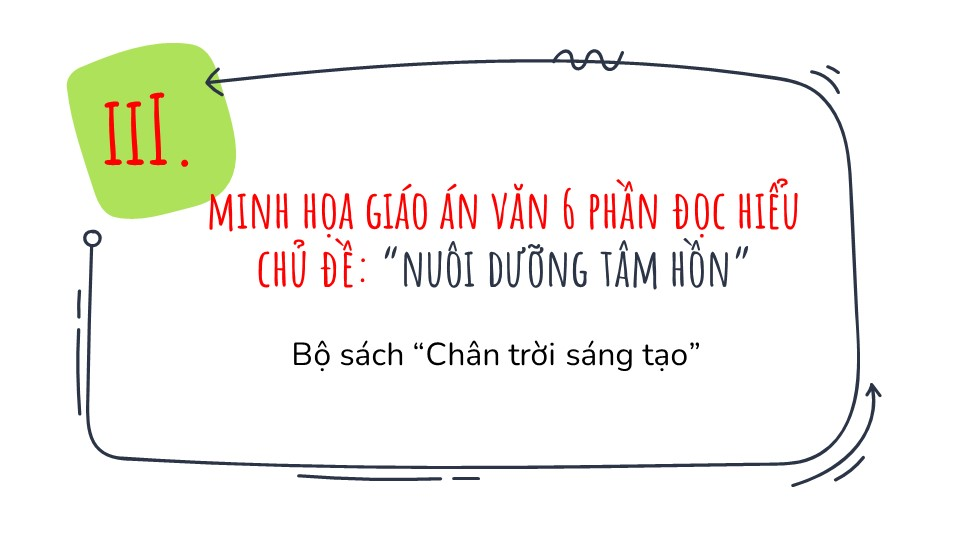 III.
MINH HỌA GIÁO ÁN VĂN 6 PHẦN ĐỌC HIỂU
CHỦ ĐỀ: “NUÔI DƯỠNG TÂM HỒN”
Bộ sách “Chân trời sáng tạo”